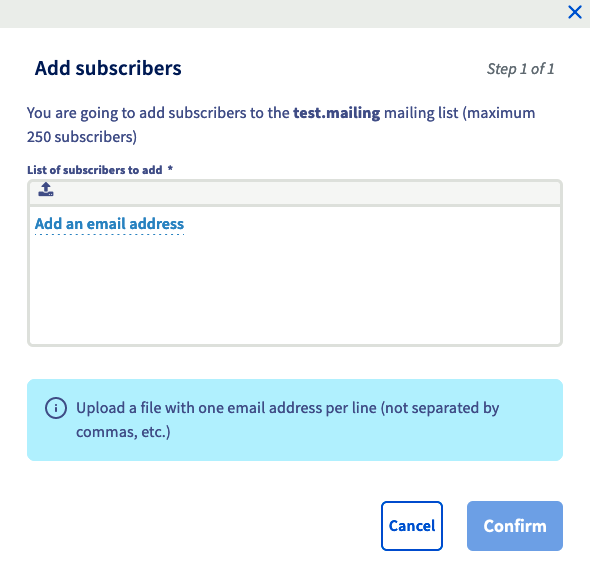 Add subscribers
Step 1 of 1
You are going to add subscribers to the test.mailing mailing list (maximum
250 subscribers)
List of subscribers to add *
Add an email address
Upload a file with one email address per line (not separated by
commas, etc.)
Cancel
Confirm